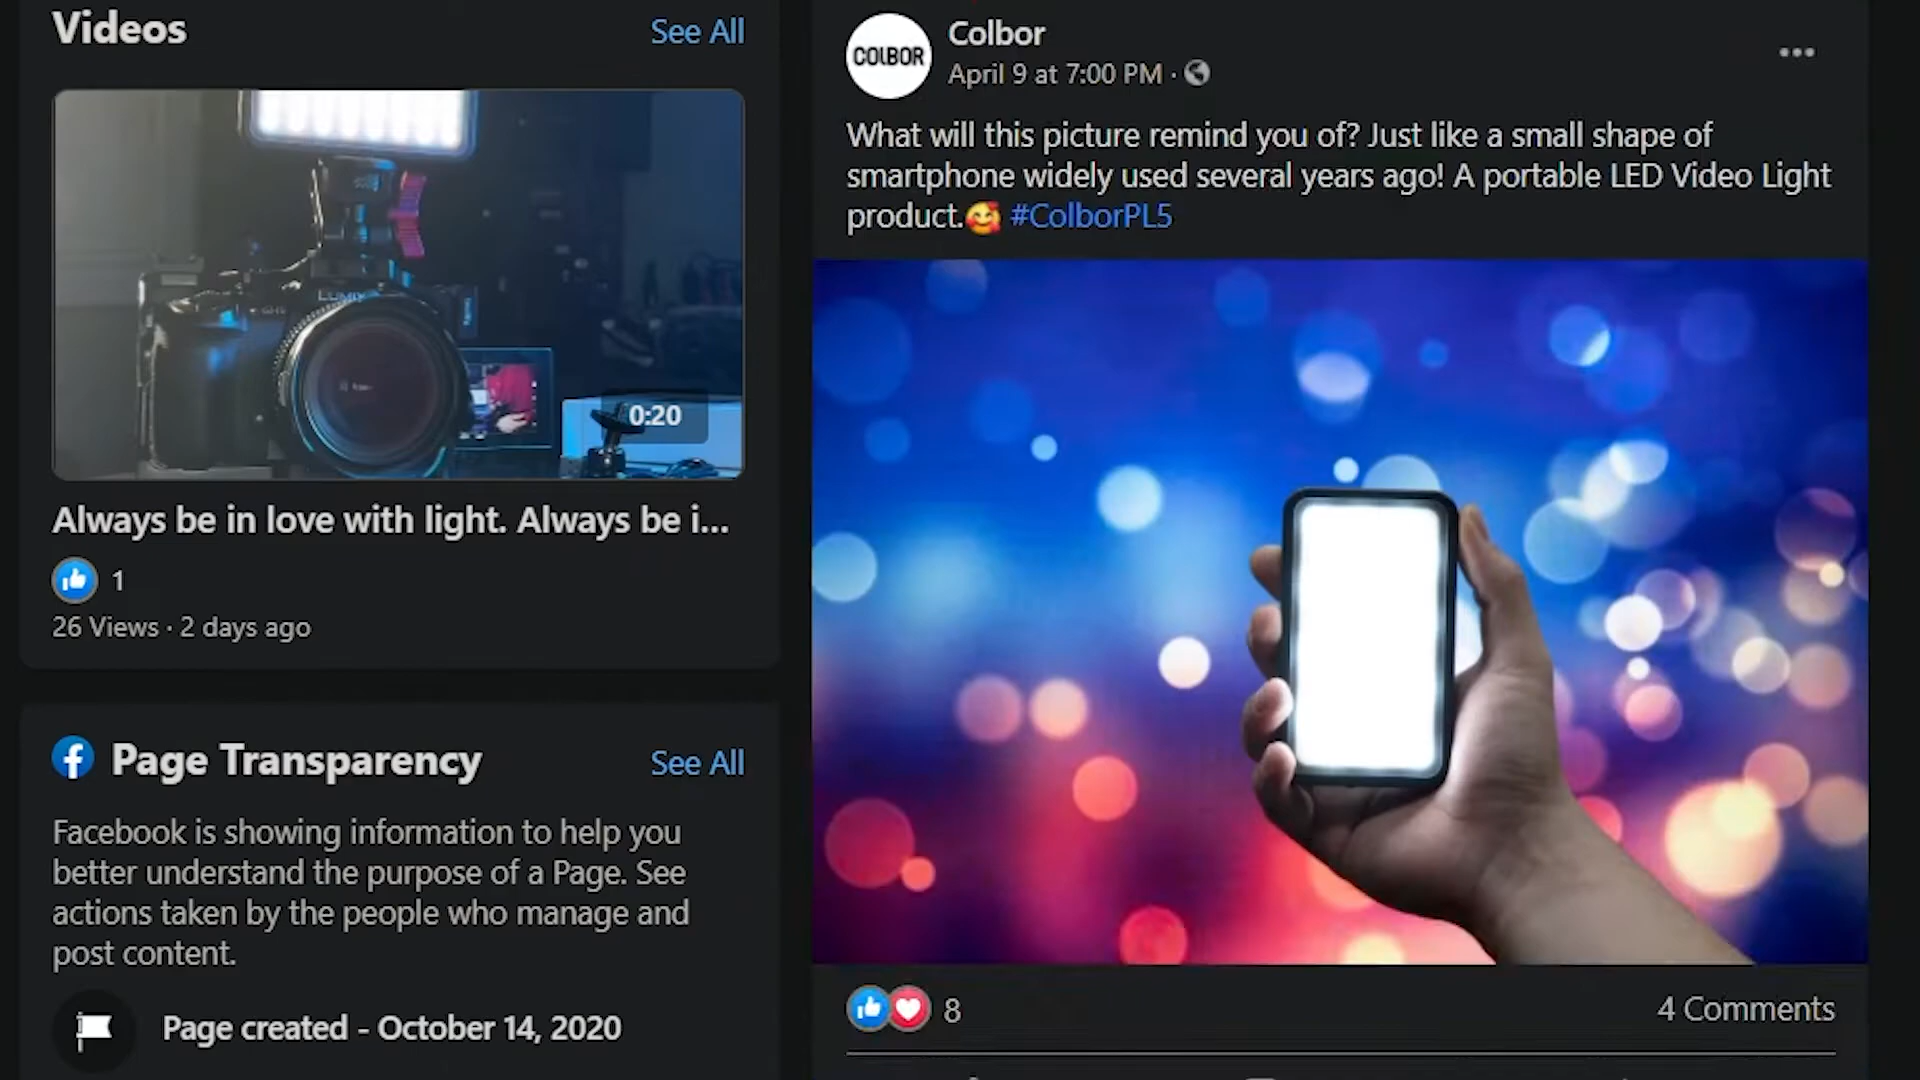 Videos
See All
LUMIX
0:20
Always be in love with light. Always be i...
1
26 Views · 2 days ago
Page Transparency
See All
Facebook is showing information to help you
better understand the purpose of a Page. See
actions taken by the people who manage and
post content.
Page created - October 14, 2020
COLBOR
Colbor
April 9 at 7:00 PM ·
What will this picture remind you of? Just like a small shape of
smartphone widely used several years ago! A portable LED Video Light
product.🥰 #ColborPL5
8
4 Comments